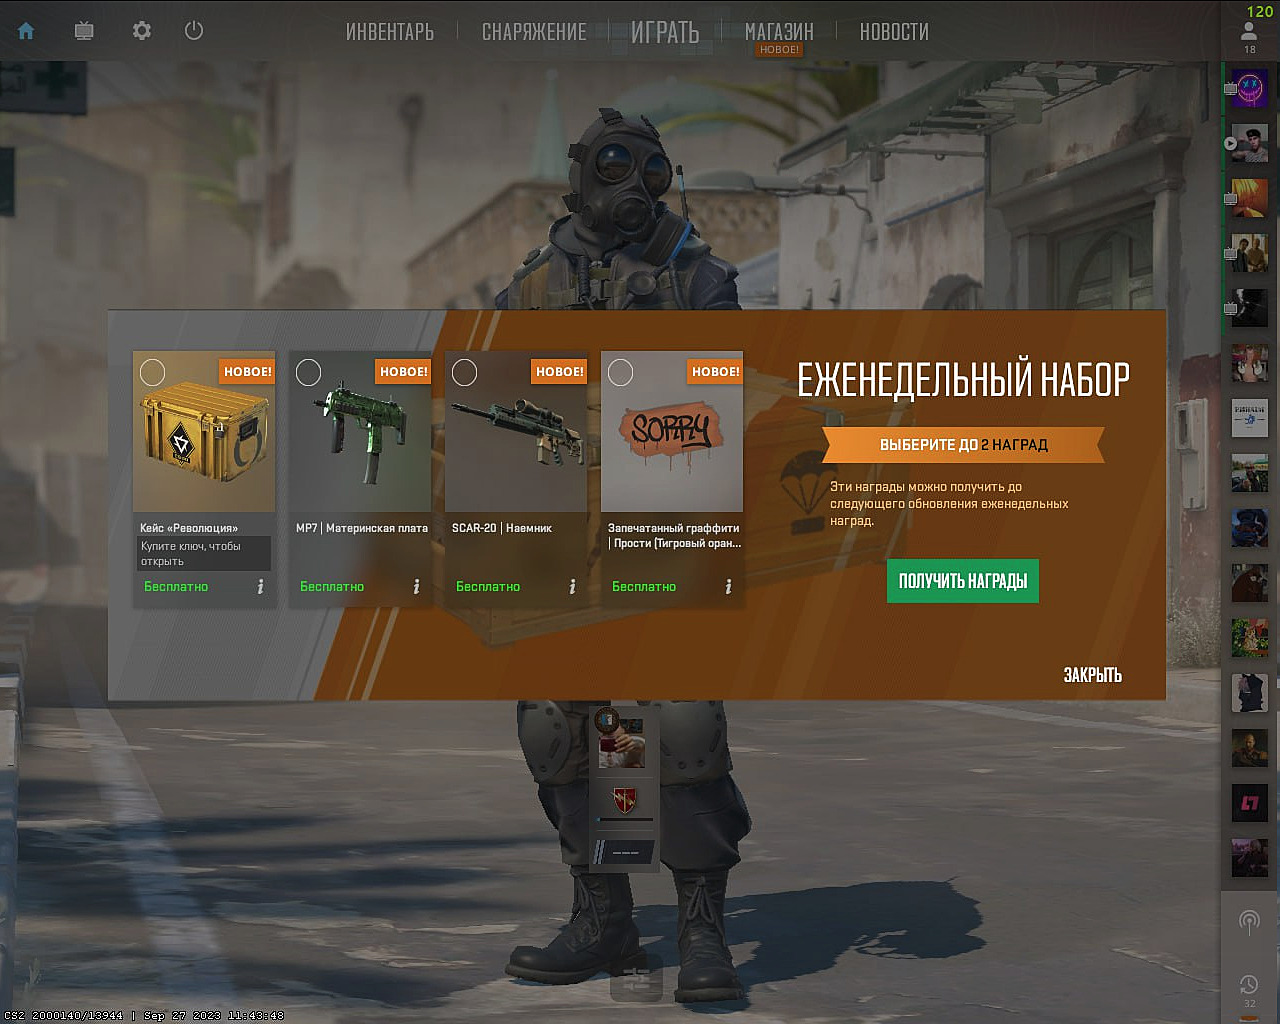 120
ИНВЕНТАРЬ
СНАРЯЖЕНИЕ
ИГРАТЬ
МАГАЗИН
НОВОСТИ
НОВОЕ!
18
НОВОЕ!
НОВОЕ!
НОВОЕ!
НОВОЕ!
SORRY
Кейс «Революция»
Купите ключ, чтобы
открыть
Бесплатно
MP7 | Материнская плата
Бесплатно
SCAR-20 | Наемник
Бесплатно
Запечатанный граффити
| Прости (Тигровый оран...
Бесплатно
ЕЖЕНЕДЕЛЬНЫЙ НАБОР
ВЫБЕРИТЕ ДО 2 НАГРАД
Эти награды можно получить до
следующего обновления еженедельных
наград.
ПОЛУЧИТЬ НАГРАДЫ
ЗАКРЫТЬ
---
32
CS2 2000140/13944 | Sep 27 2023 11:43:48